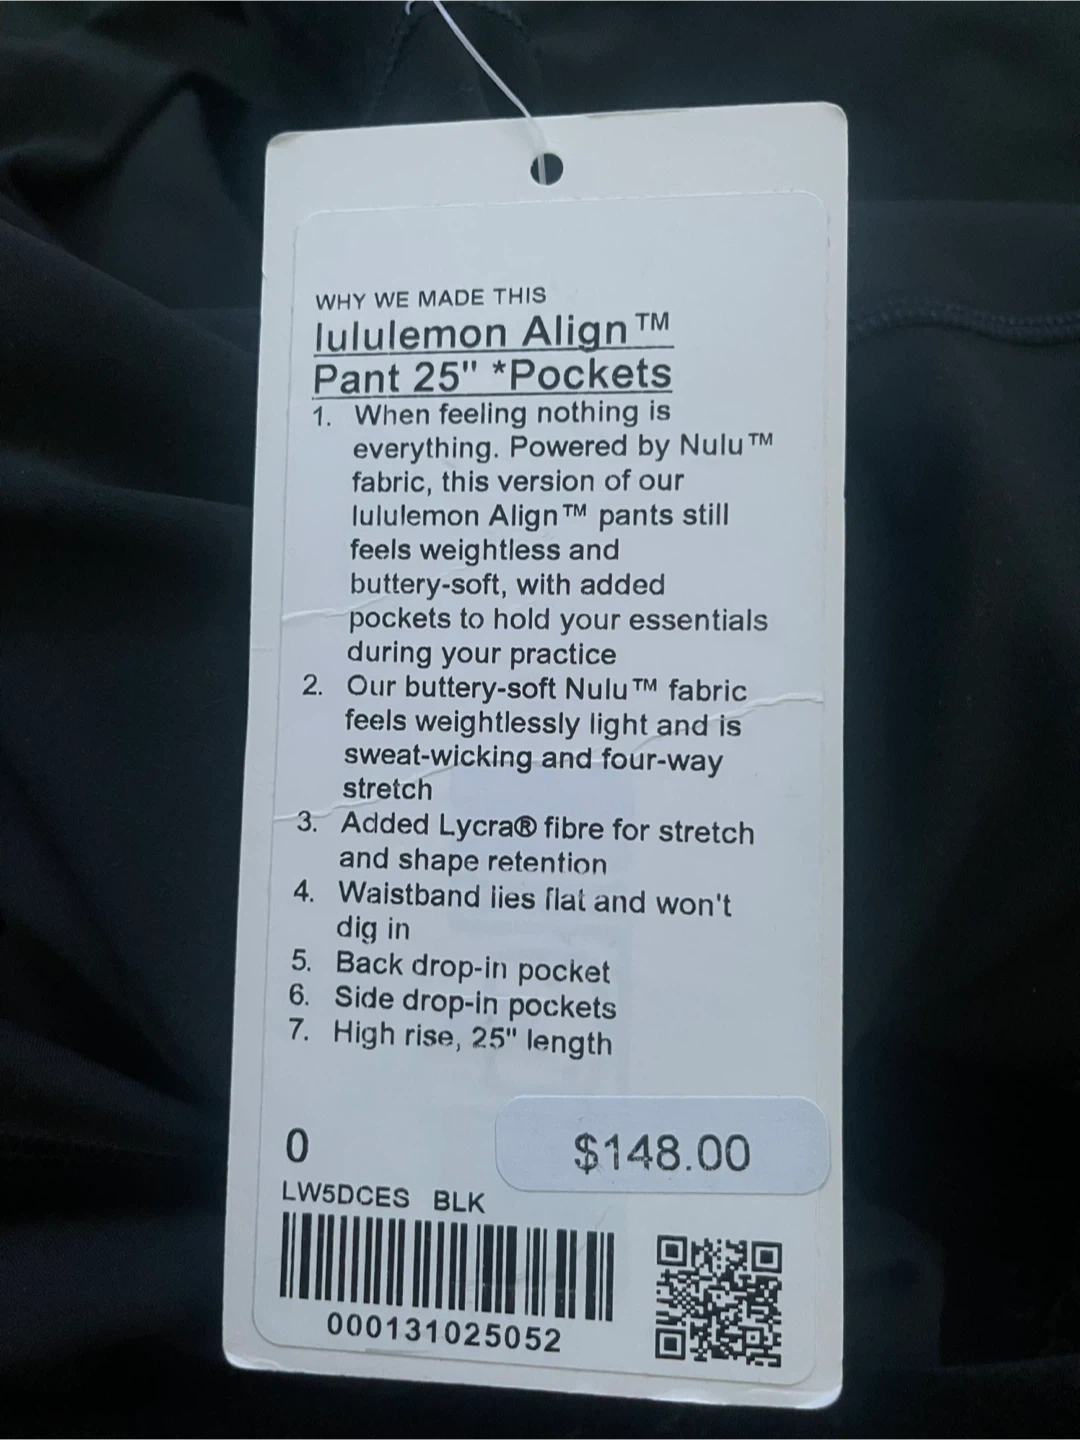 WHY WE MADE THIS
lululemon Align™
Pant 25" *Pockets
1. When feeling nothing is
everything. Powered by Nulu™
fabric, this version of our
lululemon Align™ pants still
feels weightless and
buttery-soft, with added
pockets to hold your essentials
during your practice
2. Our buttery-soft Nulu™ fabric
feels weightlessly light and is
sweat-wicking and four-way
stretch
3. Added Lycra® fibre for stretch
and shape retention
4. Waistband lies flat and won't
dig in
5. Back drop-in pocket
6. Side drop-in pockets
7. High rise, 25" length
0
$148.00
LW5DCES BLK
000131025052